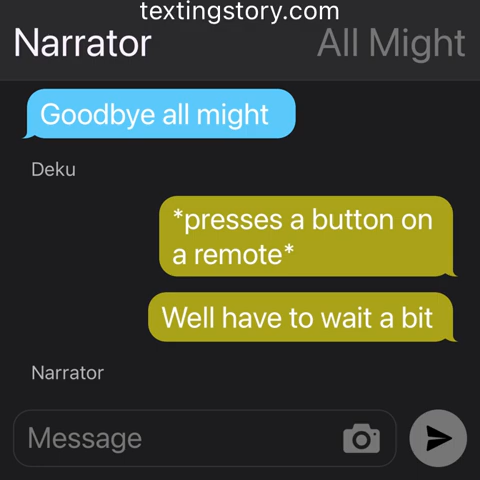 textingstory.com
Narrator
All Might
Goodbye all might
Deku
*presses a button on
a remote*
Well have to wait a bit
Narrator
Message